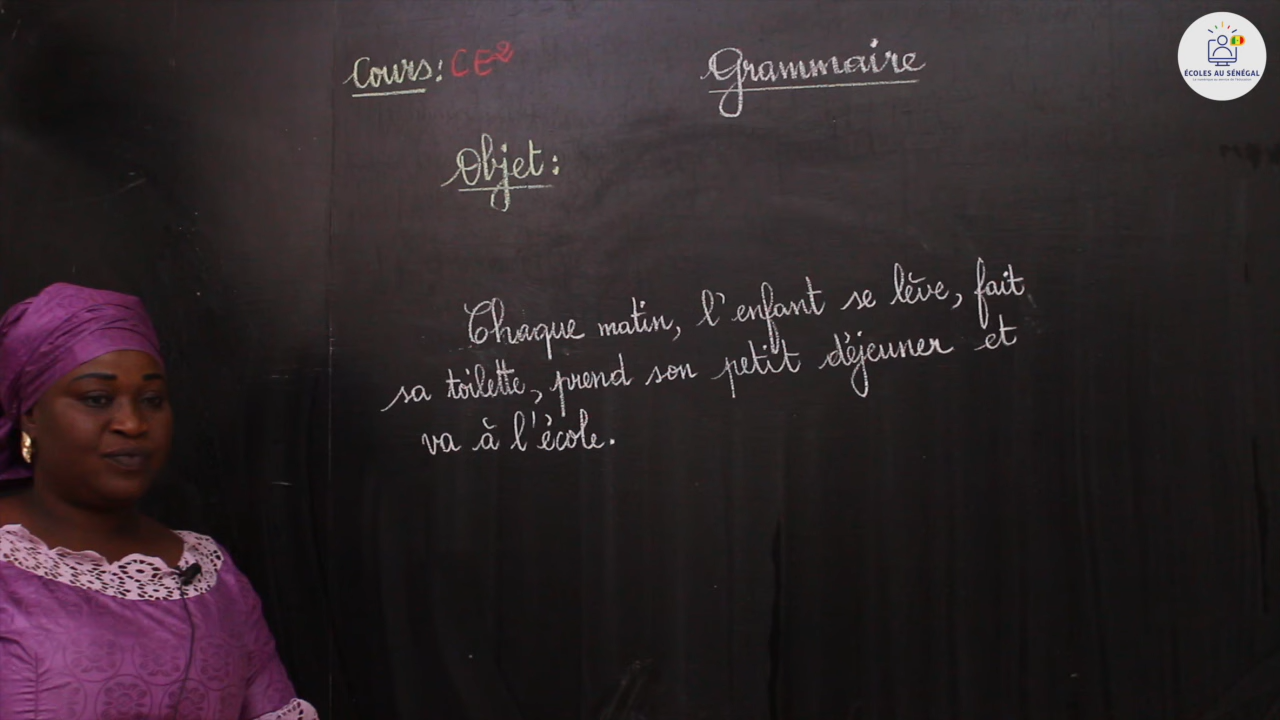 Cours: CE2
Grammaire
Objet:
Chaque matin, l'enfant se lève, fait
sa toilette, prend son petit déjeuner et
va à l'école.
ÉCOLES AU SÉNÉGAL